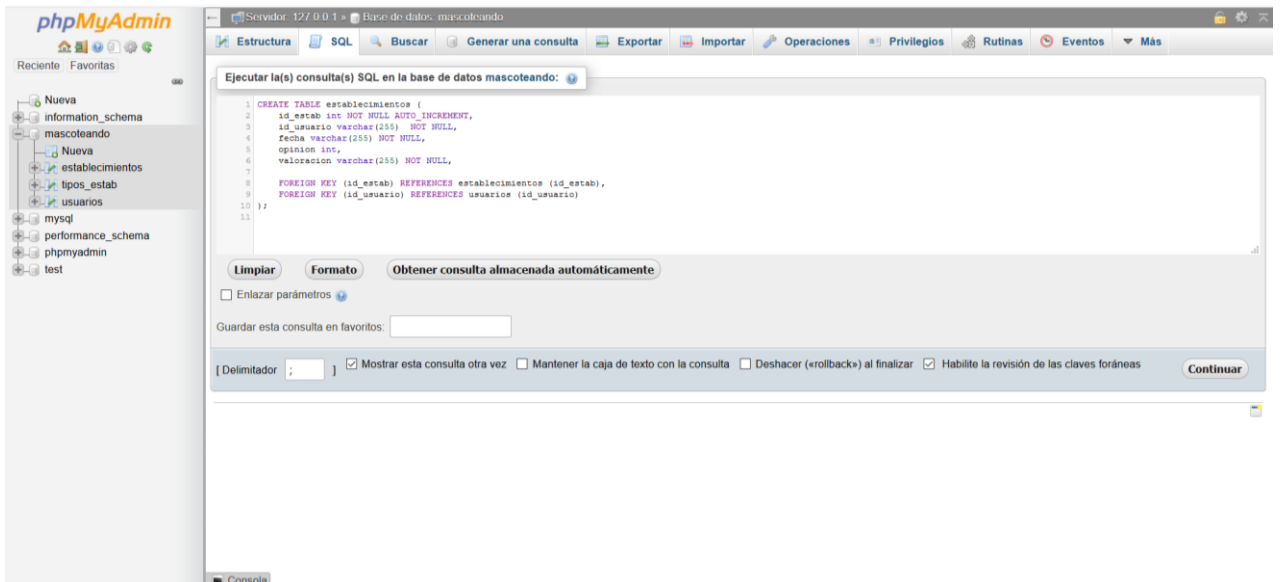 phpMyAdmin
Reciente Favoritas
Nueva
information_schema
mascoteando
Nueva
establecimientos
tipos_estab
usuarios
mysql
performance_schema
phpmyadmin
test
Servidor: 127.0.0.1 » Base de datos: mascoteando
Estructura SQL Buscar Generar una consulta Exportar Importar Operaciones Privilegios Rutinas Eventos Más
Ejecutar la(s) consulta(s) SQL en la base de datos mascoteando:
1 CREATE TABLE establecimientos (
2 id_estab int NOT NULL AUTO_INCREMENT,
3 id_usuario varchar(255) NOT NULL,
4 fecha varchar(255) NOT NULL,
5 opinion int,
6 valoracion varchar(255) NOT NULL,
7
8 FOREIGN KEY (id_estab) REFERENCES establecimientos (id_estab),
9 FOREIGN KEY (id_usuario) REFERENCES usuarios (id_usuario)
10 );
11
Limpiar Formato Obtener consulta almacenada automáticamente
Enlazar parámetros
Guardar esta consulta en favoritos:
[ Delimitador ; ] Mostrar esta consulta otra vez Mantener la caja de texto con la consulta Deshacer («rollback») al finalizar Habilite la revisión de las claves foráneas Continuar
Consola